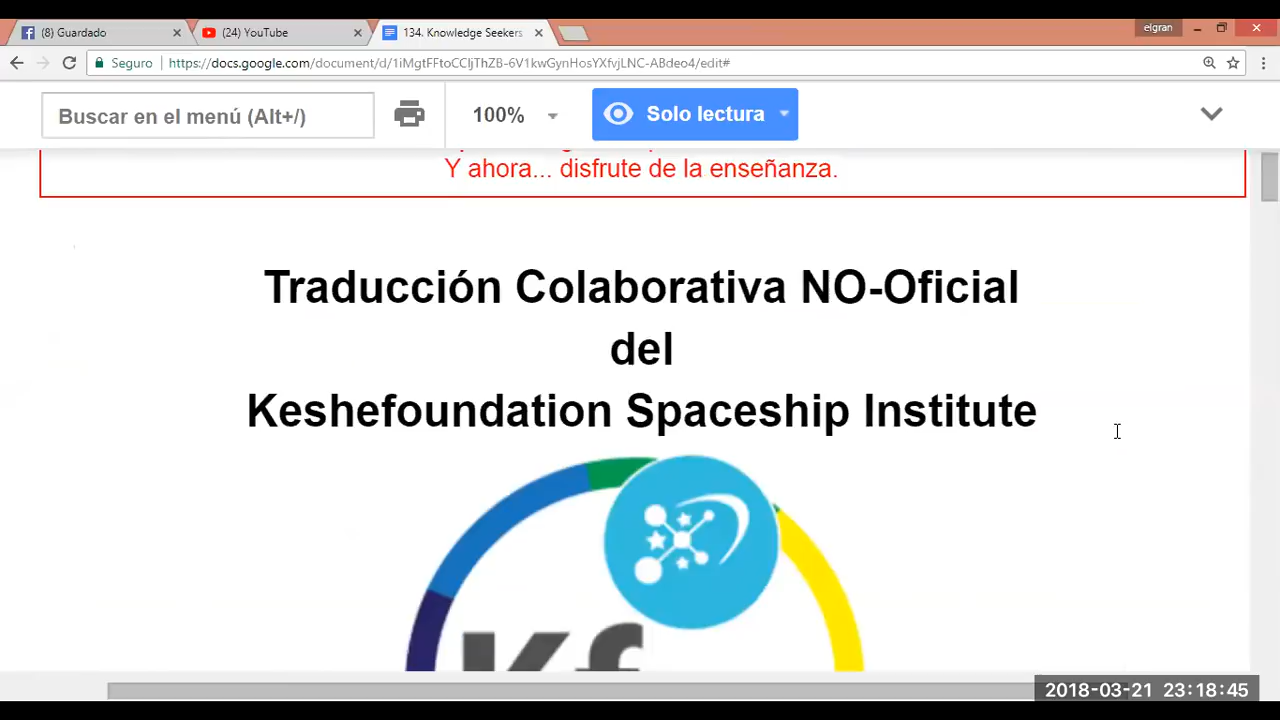 (8) Guardado
(24) YouTube
134. Knowledge Seekers
elgran
Seguro
https://docs.google.com/document/d/1iMgtFFtoCCljThZB-6V1kwGynHosYXfvjLNC-ABdeo4/edit#
Buscar en el menú (Alt+/)
100%
Solo lectura
Y ahora... disfrute de la enseñanza.
Traducción Colaborativa NO-Oficial
del
Keshefoundation Spaceship Institute
Kf
2018-03-21 23:18:45